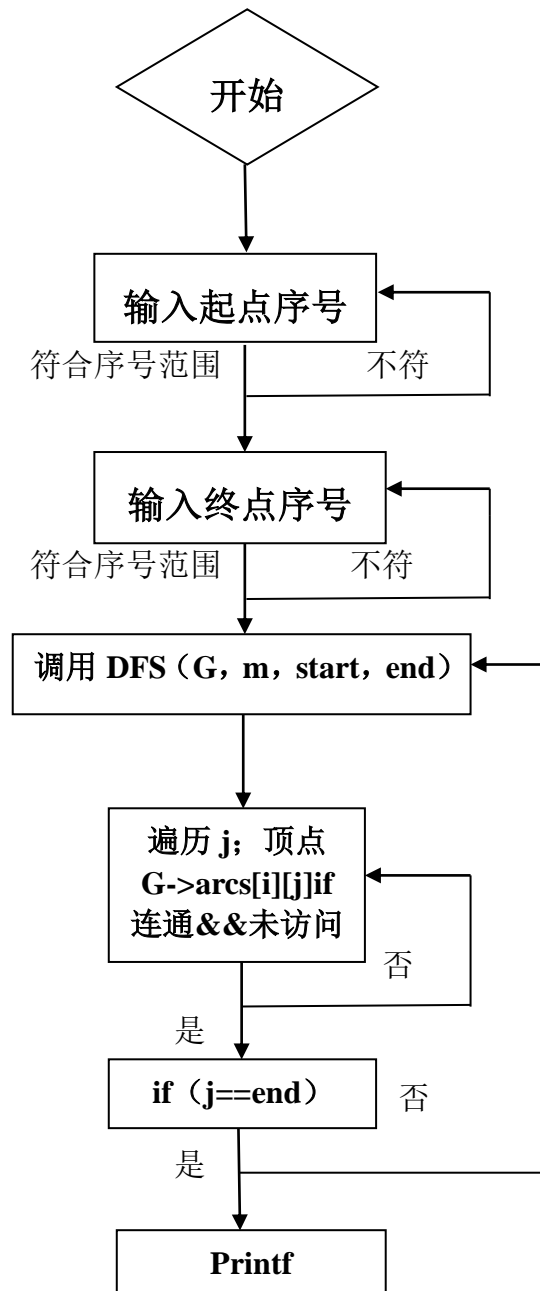 开始
输入起点序号
符合序号范围 不符
输入终点序号
符合序号范围 不符
调用 DFS（G，m，start，end）
遍历 j；顶点
G->arcs[i][j]if
连通&&未访问
否
是
if（j==end） 否
是
Printf